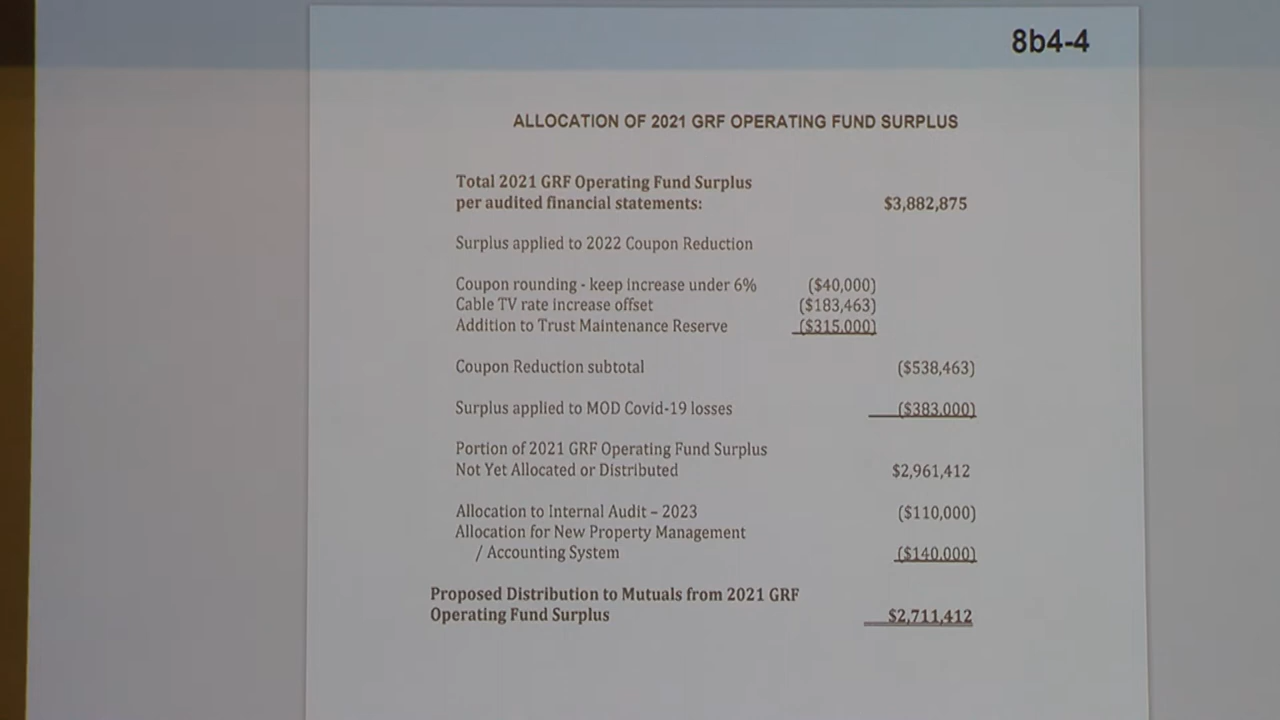 8b4-4
ALLOCATION OF 2021 GRF OPERATING FUND SURPLUS
Total 2021 GRF Operating Fund Surplus
per audited financial statements: $3,882,875
Surplus applied to 2022 Coupon Reduction
Coupon rounding - keep increase under 6% ($40,000)
Cable TV rate increase offset ($183,463)
Addition to Trust Maintenance Reserve ($315,000)
Coupon Reduction subtotal ($538,463)
Surplus applied to MOD Covid-19 losses ($383,000)
Portion of 2021 GRF Operating Fund Surplus
Not Yet Allocated or Distributed $2,961,412
Allocation to Internal Audit – 2023 ($110,000)
Allocation for New Property Management
/ Accounting System ($140,000)
Proposed Distribution to Mutuals from 2021 GRF
Operating Fund Surplus $2,711,412